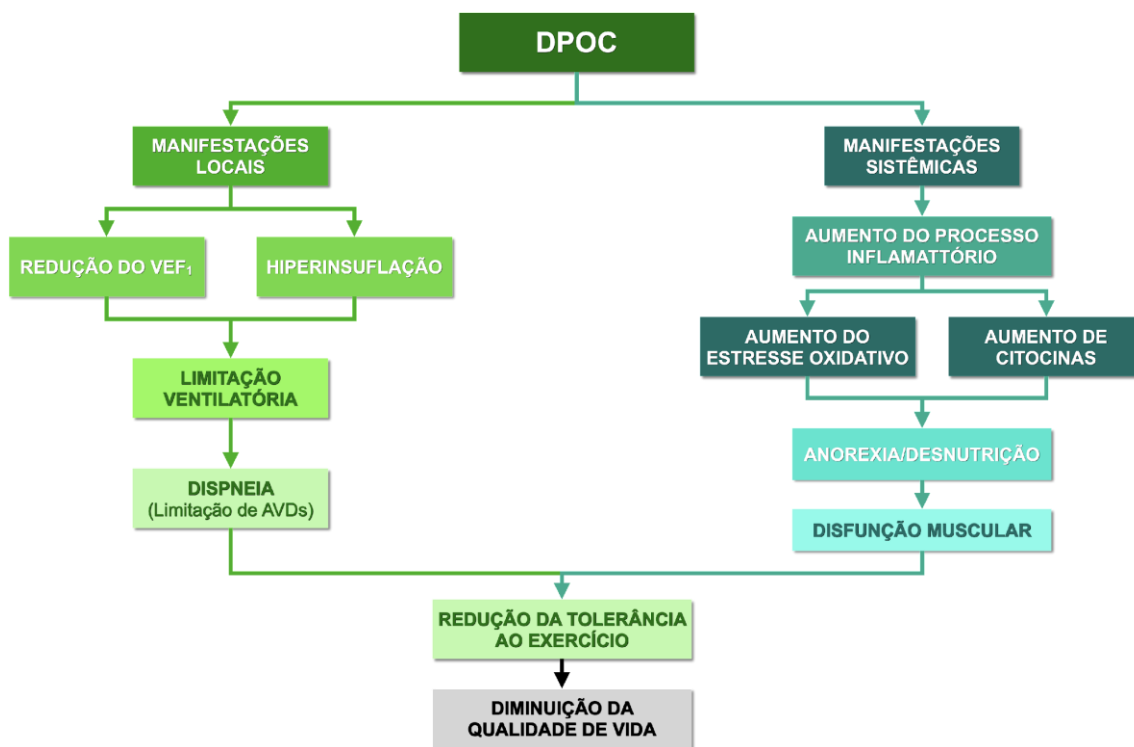 DPOC
MANIFESTAÇÕES
LOCAIS
MANIFESTAÇÕES
SISTÊMICAS
REDUÇÃO DO VEF₁
HIPERINSUFLAÇÃO
AUMENTO DO PROCESSO
INFLAMATTÓRIO
AUMENTO DO
ESTRESSE OXIDATIVO
AUMENTO DE
CITOCINAS
LIMITAÇÃO
VENTILATÓRIA
ANOREXIA/DESNUTRIÇÃO
DISPNEIA
(Limitação de AVDs)
DISFUNÇÃO MUSCULAR
REDUÇÃO DA TOLERÂNCIA
AO EXERCÍCIO
DIMINUIÇÃO DA
QUALIDADE DE VIDA